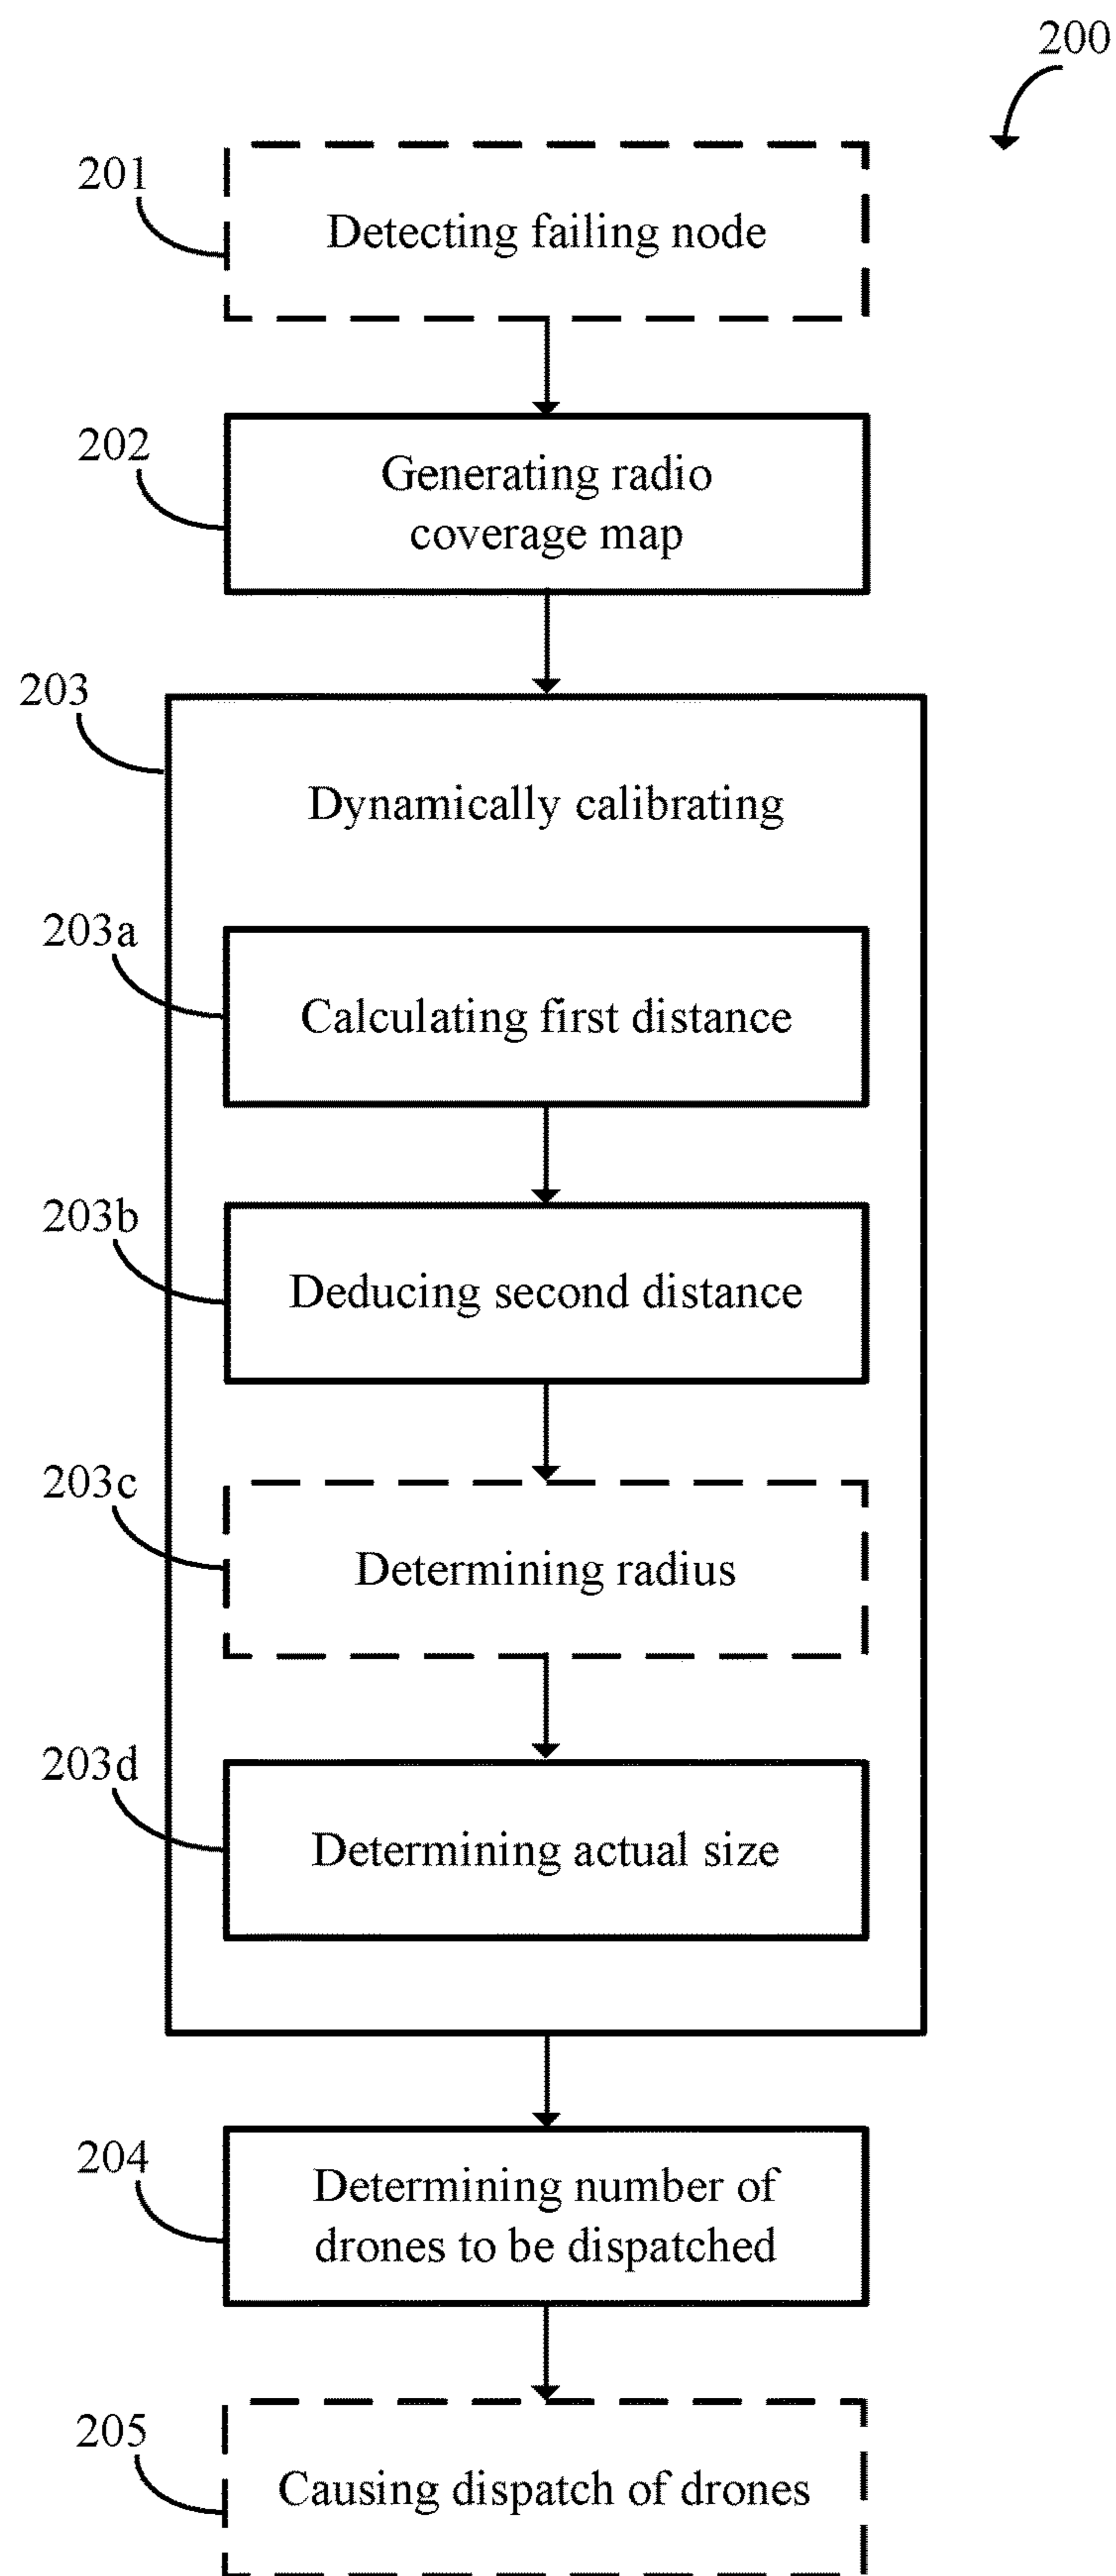 200
201
Detecting failing node
202
Generating radio
coverage map
203
Dynamically calibrating
203a
Calculating first distance
203b
Deducing second distance
203c
Determining radius
203d
Determining actual size
204
Determining number of
drones to be dispatched
205
Causing dispatch of drones